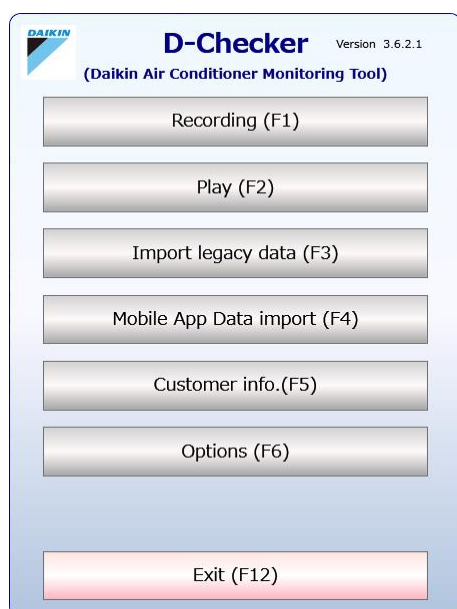 DAIKIN
D-Checker Version 3.6.2.1
(Daikin Air Conditioner Monitoring Tool)
Recording (F1)
Play (F2)
Import legacy data (F3)
Mobile App Data import (F4)
Customer info.(F5)
Options (F6)
Exit (F12)